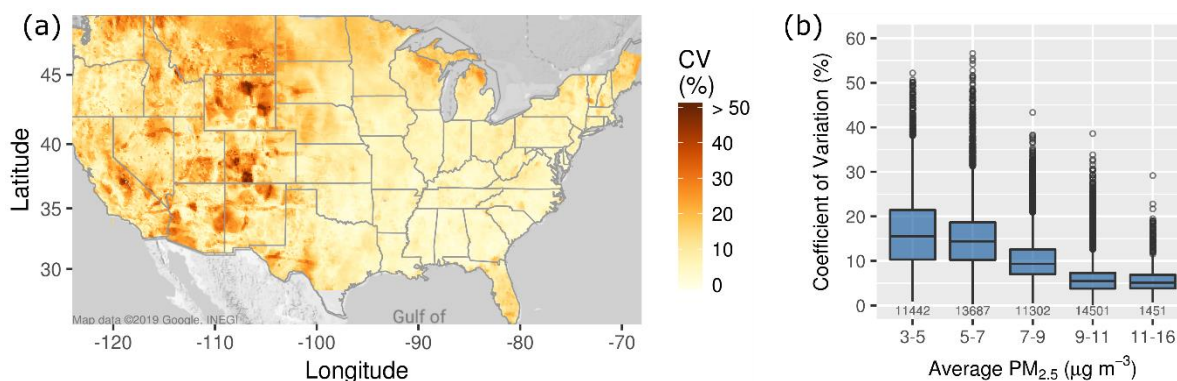 (a)
Latitude
45
40
35
30
Map data ©2019 Google, INEGI
Gulf of
-120 -110 -100 -90 -80 -70
Longitude
CV
(%)
> 50
40
30
20
10
0
(b)
Coefficient of Variation (%)
60
50
40
30
20
10
0
11442 13687 11302 14501 1451
3-5 5-7 7-9 9-11 11-16
Average PM2.5 (μg m−3)